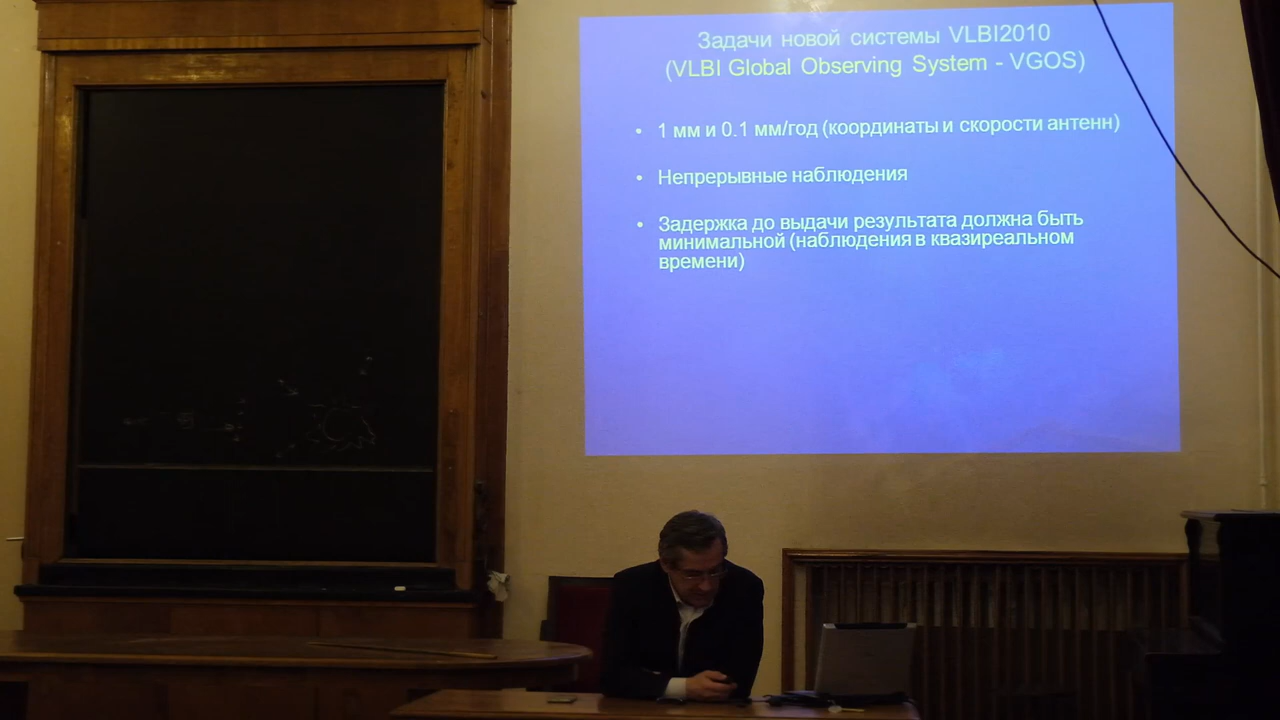 Задачи новой системы VLBI2010
(VLBI Global Observing System - VGOS)
• 1 мм и 0.1 мм/год (координаты и скорости антенн)
• Непрерывные наблюдения
• Задержка до выдачи результата должна быть
минимальной (наблюдения в квазиреальном
времени)